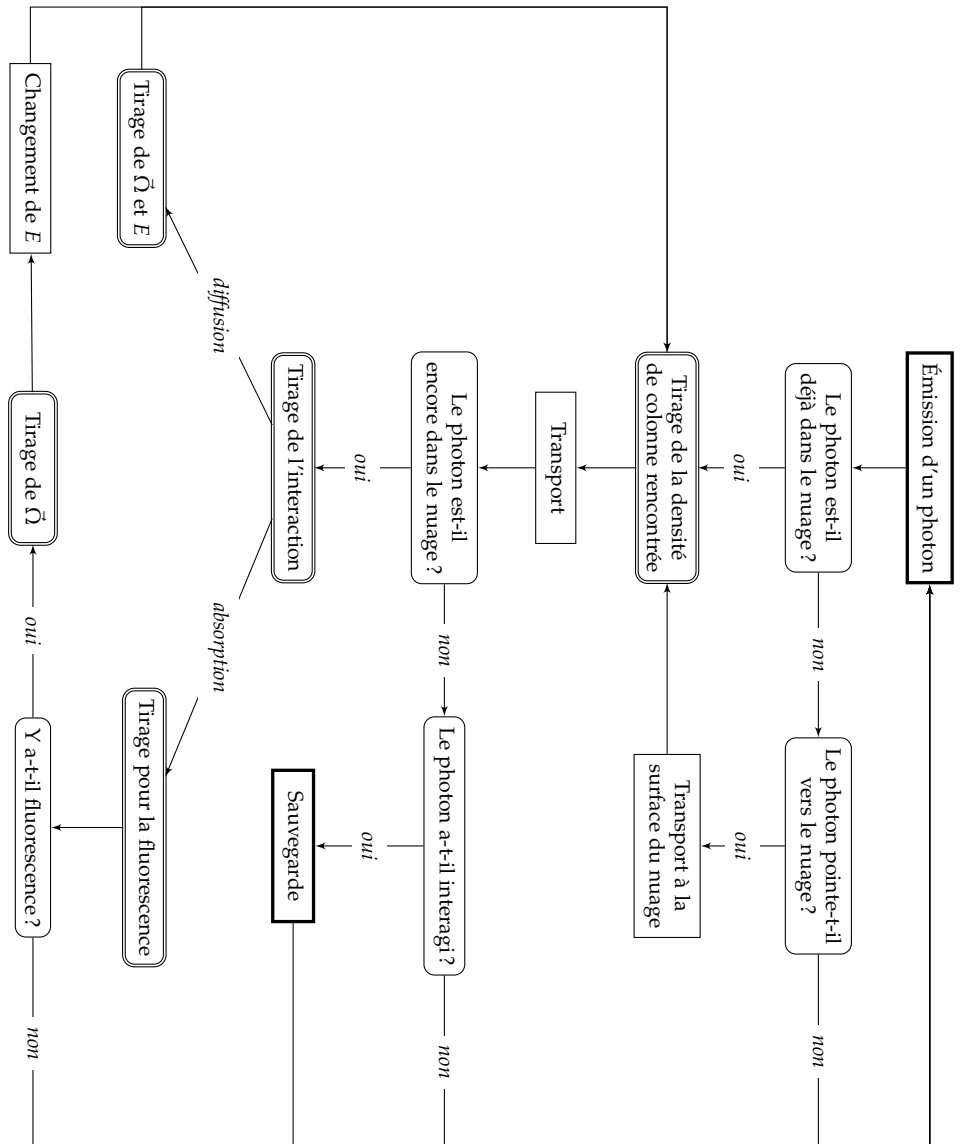 Émission d'un photon
Le photon est-il
déjà dans le nuage ?
non
Le photon pointe-t-il
vers le nuage ?
non
oui
oui
Tirage de la densité
de colonne rencontrée
Transport à la
surface du nuage
Transport
Le photon est-il
encore dans le nuage ?
non
Le photon a-t-il interagi ?
non
oui
oui
Tirage de l'interaction
Sauvegarde
diffusion
absorption
Tirage de Ω⃗ et E
Tirage pour la fluorescence
Changement de E
Tirage de Ω⃗
oui
Y a-t-il fluorescence ?
non